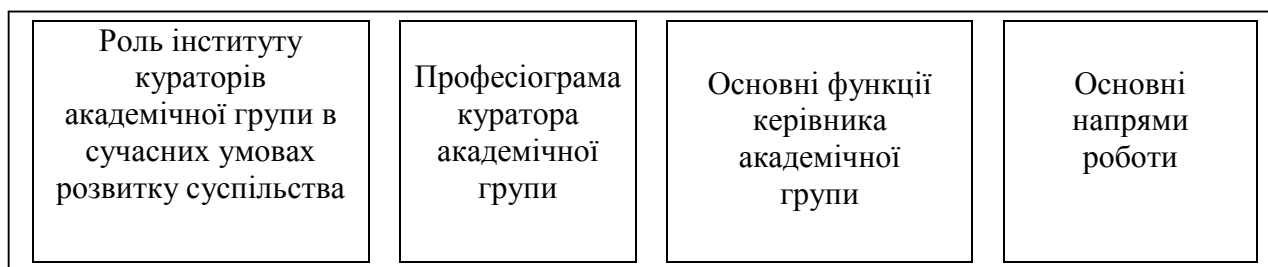 Роль інституту
кураторів
академічної групи в
сучасних умовах
розвитку суспільства
Професіограма
куратора
академічної
групи
Основні функції
керівника
академічної
групи
Основні
напрями
роботи